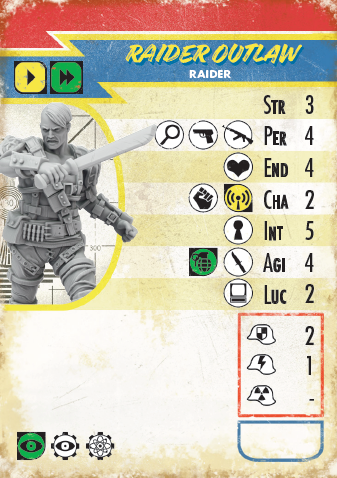 RAIDER OUTLAW
RAIDER
STR 3
PER 4
END 4
CHA 2
INT 5
AGI 4
LUC 2
2
1
-
300